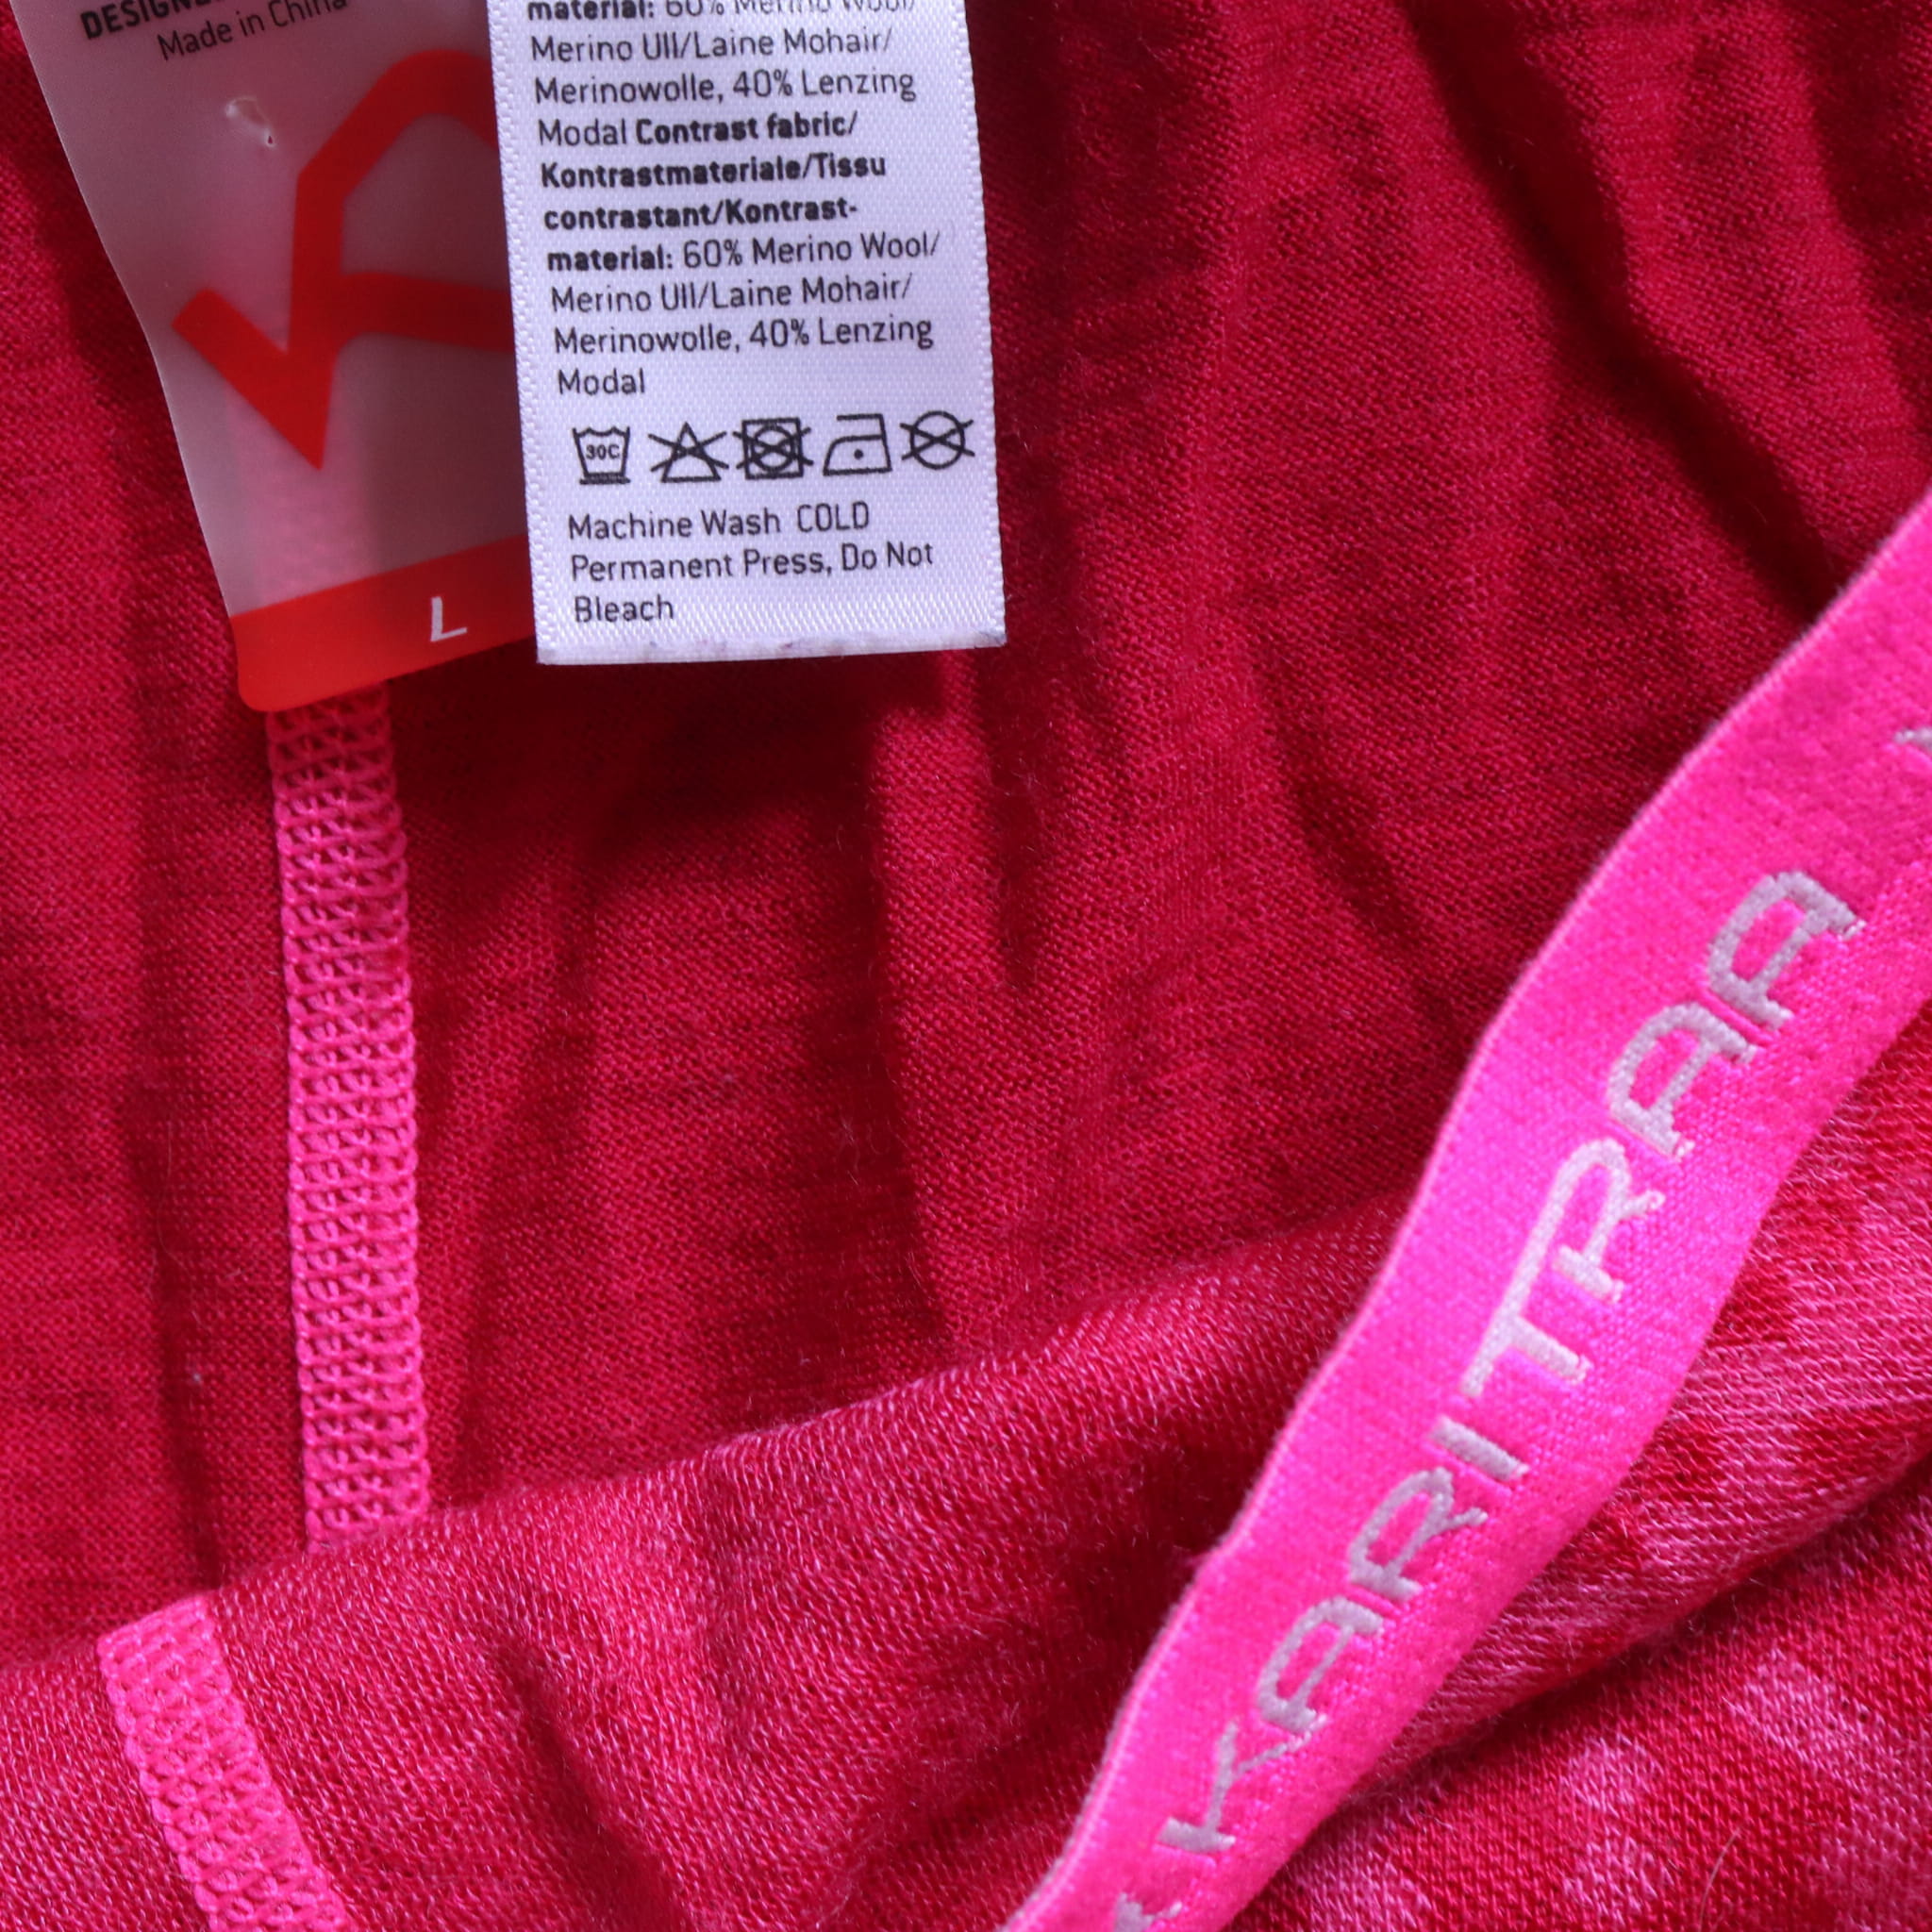 DESIGNE
Made in China
L
material: 60% Merino Wool/
Merino Ull/Laine Mohair/
Merinowolle, 40% Lenzing
Modal Contrast fabric/
Kontrastmateriale/Tissu
contrastant/Kontrast-
material: 60% Merino Wool/
Merino Ull/Laine Mohair/
Merinowolle, 40% Lenzing
Modal
30C
Machine Wash COLD
Permanent Press, Do Not
Bleach
KARI TRAA